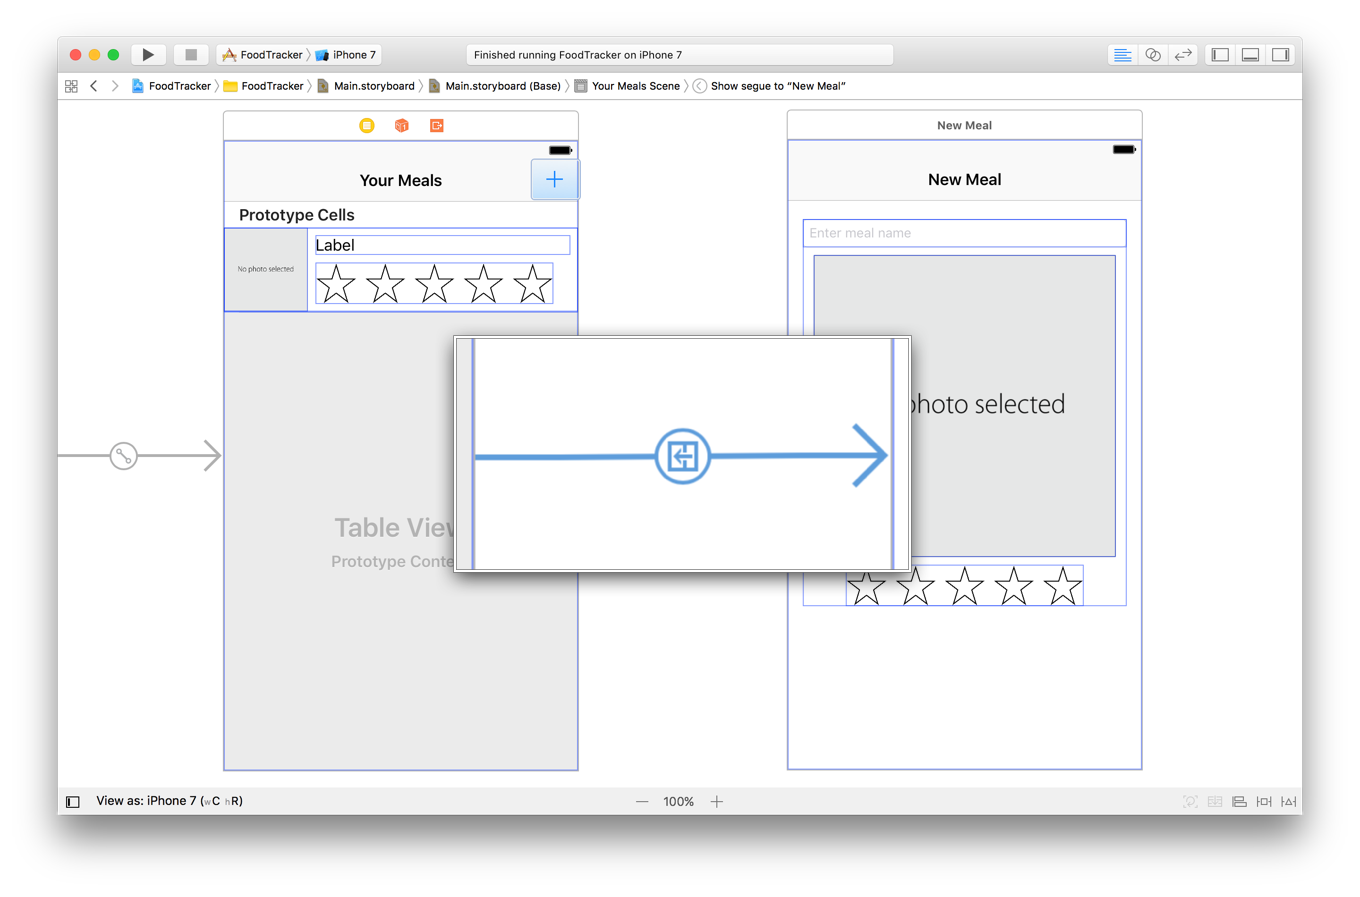 FoodTracker iPhone 7
Finished running FoodTracker on iPhone 7
FoodTracker FoodTracker Main.storyboard Main.storyboard (Base) Your Meals Scene Show segue to “New Meal”
New Meal
Your Meals
New Meal
Prototype Cells
Enter meal name
Label
No photo selected
photo selected
Table View
Prototype Conte
View as: iPhone 7 (wC hR)
100%